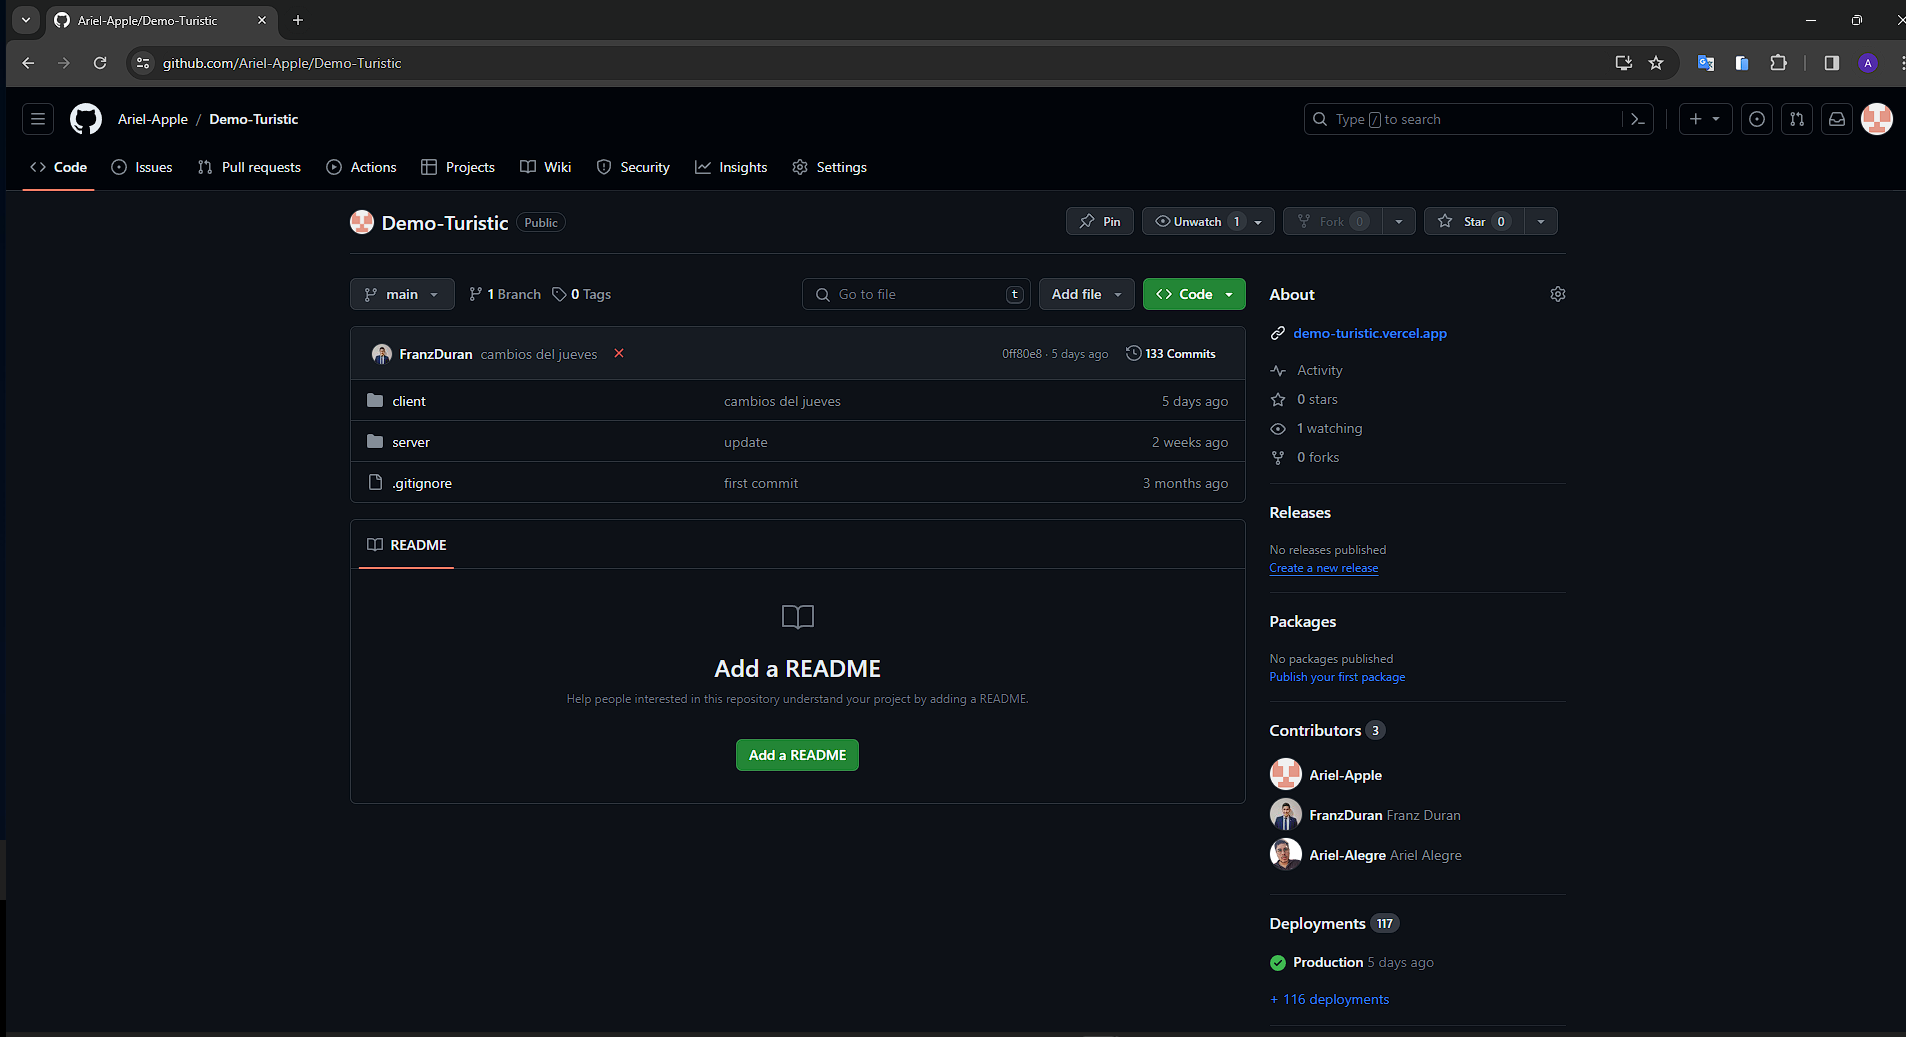 Ariel-Apple/Demo-Turistic
github.com/Ariel-Apple/Demo-Turistic
A
Ariel-Apple / Demo-Turistic
Type / to search
Code Issues Pull requests Actions Projects Wiki Security Insights Settings
Demo-Turistic Public
Pin Unwatch 1 Fork 0 Star 0
main 1 Branch 0 Tags
Go to file t Add file Code
FranzDuran cambios del jueves 0ff80e8 · 5 days ago 133 Commits
client cambios del jueves 5 days ago
server update 2 weeks ago
.gitignore first commit 3 months ago
README
Add a README
Help people interested in this repository understand your project by adding a README.
Add a README
About
demo-turistic.vercel.app
Activity
0 stars
1 watching
0 forks
Releases
No releases published
Create a new release
Packages
No packages published
Publish your first package
Contributors 3
Ariel-Apple
FranzDuran Franz Duran
Ariel-Alegre Ariel Alegre
Deployments 117
Production 5 days ago
+ 116 deployments